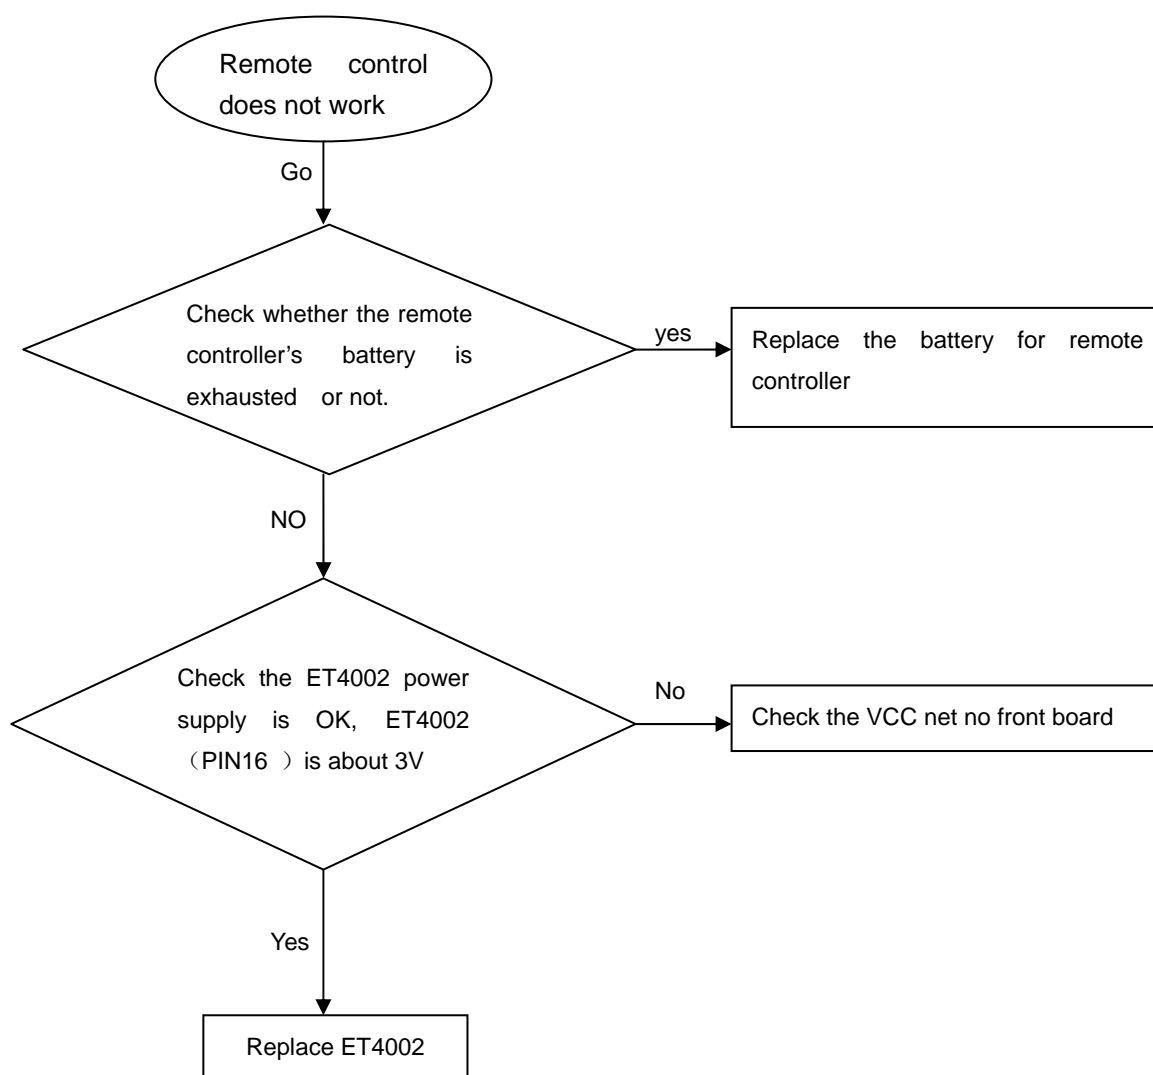 Remote control
does not work
Go
Check whether the remote
controller's battery is
exhausted or not.
yes
Replace the battery for remote
controller
NO
Check the ET4002 power
supply is OK, ET4002
（PIN16 ）is about 3V
No
Check the VCC net no front board
Yes
Replace ET4002